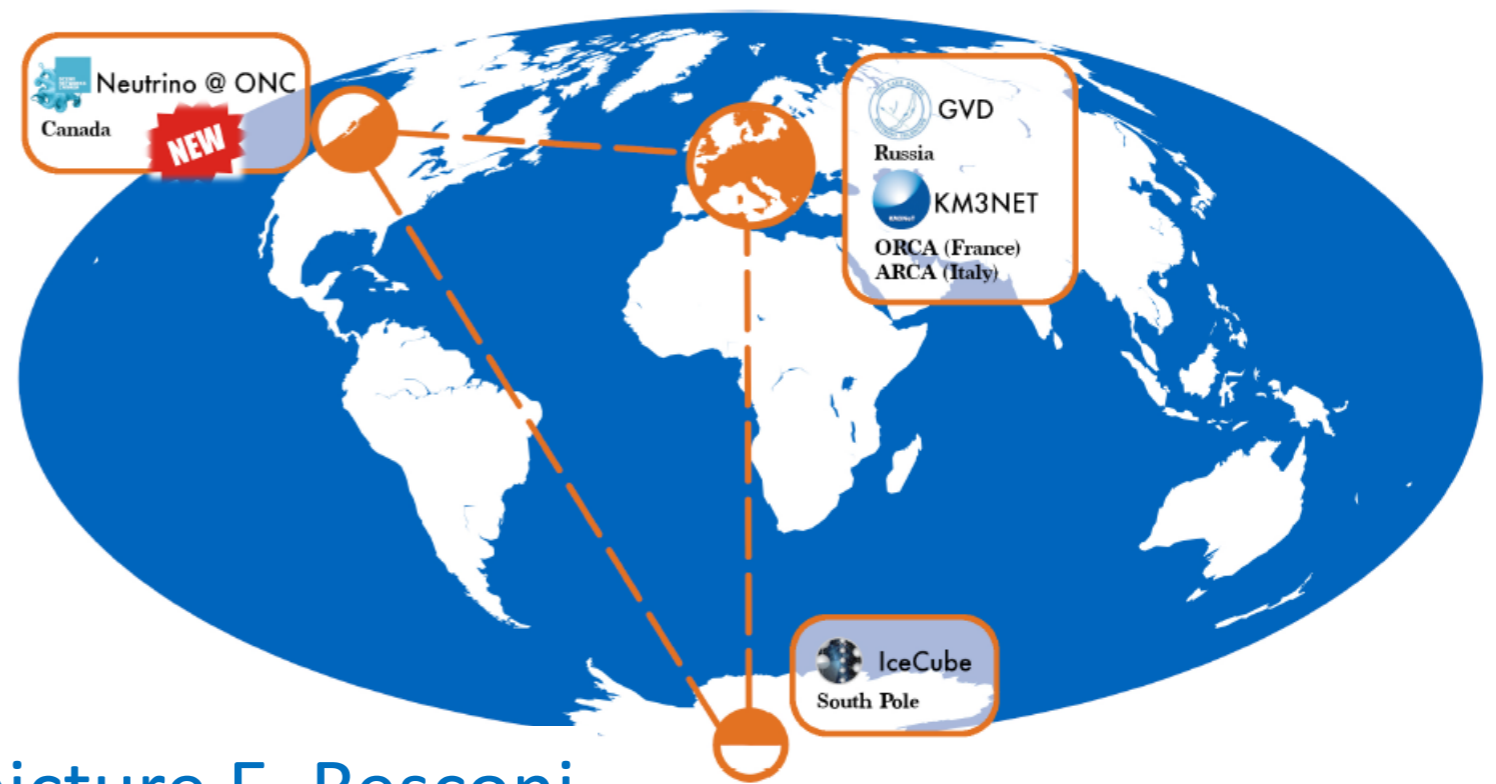 Neutrino @ ONC
Canada
NEW
GVD
Russia
KM3NET
ORCA (France)
ARCA (Italy)
IceCube
South Pole